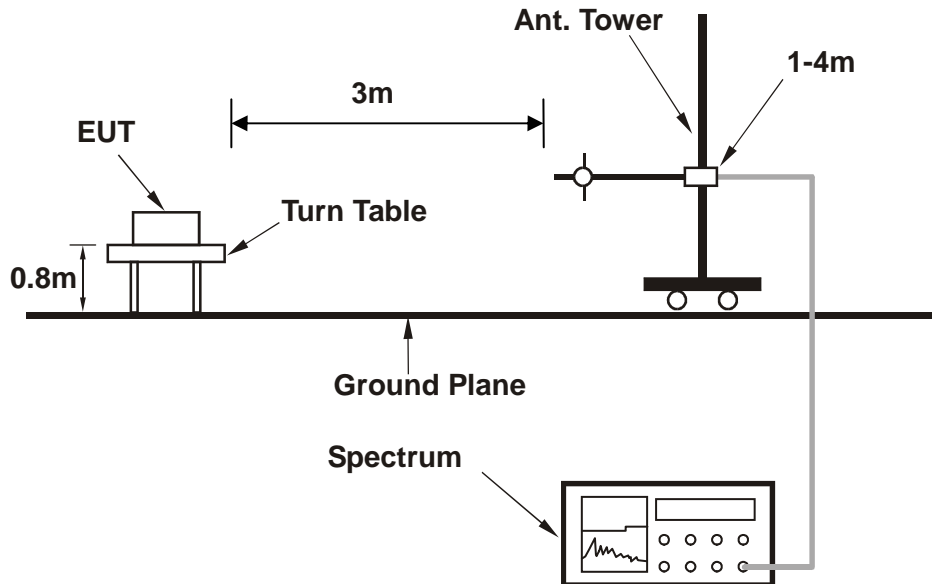 Ant. Tower
1-4m
3m
EUT
Turn Table
0.8m
Ground Plane
Spectrum